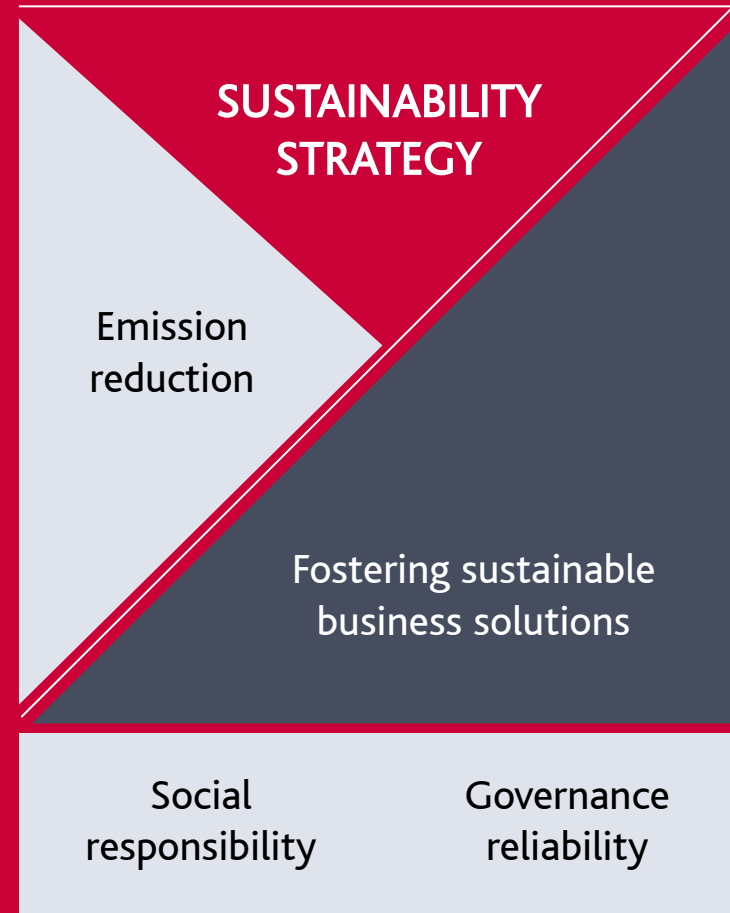 SUSTAINABILITY
STRATEGY
Emission
reduction
Fostering sustainable
business solutions
Social
responsibility
Governance
reliability